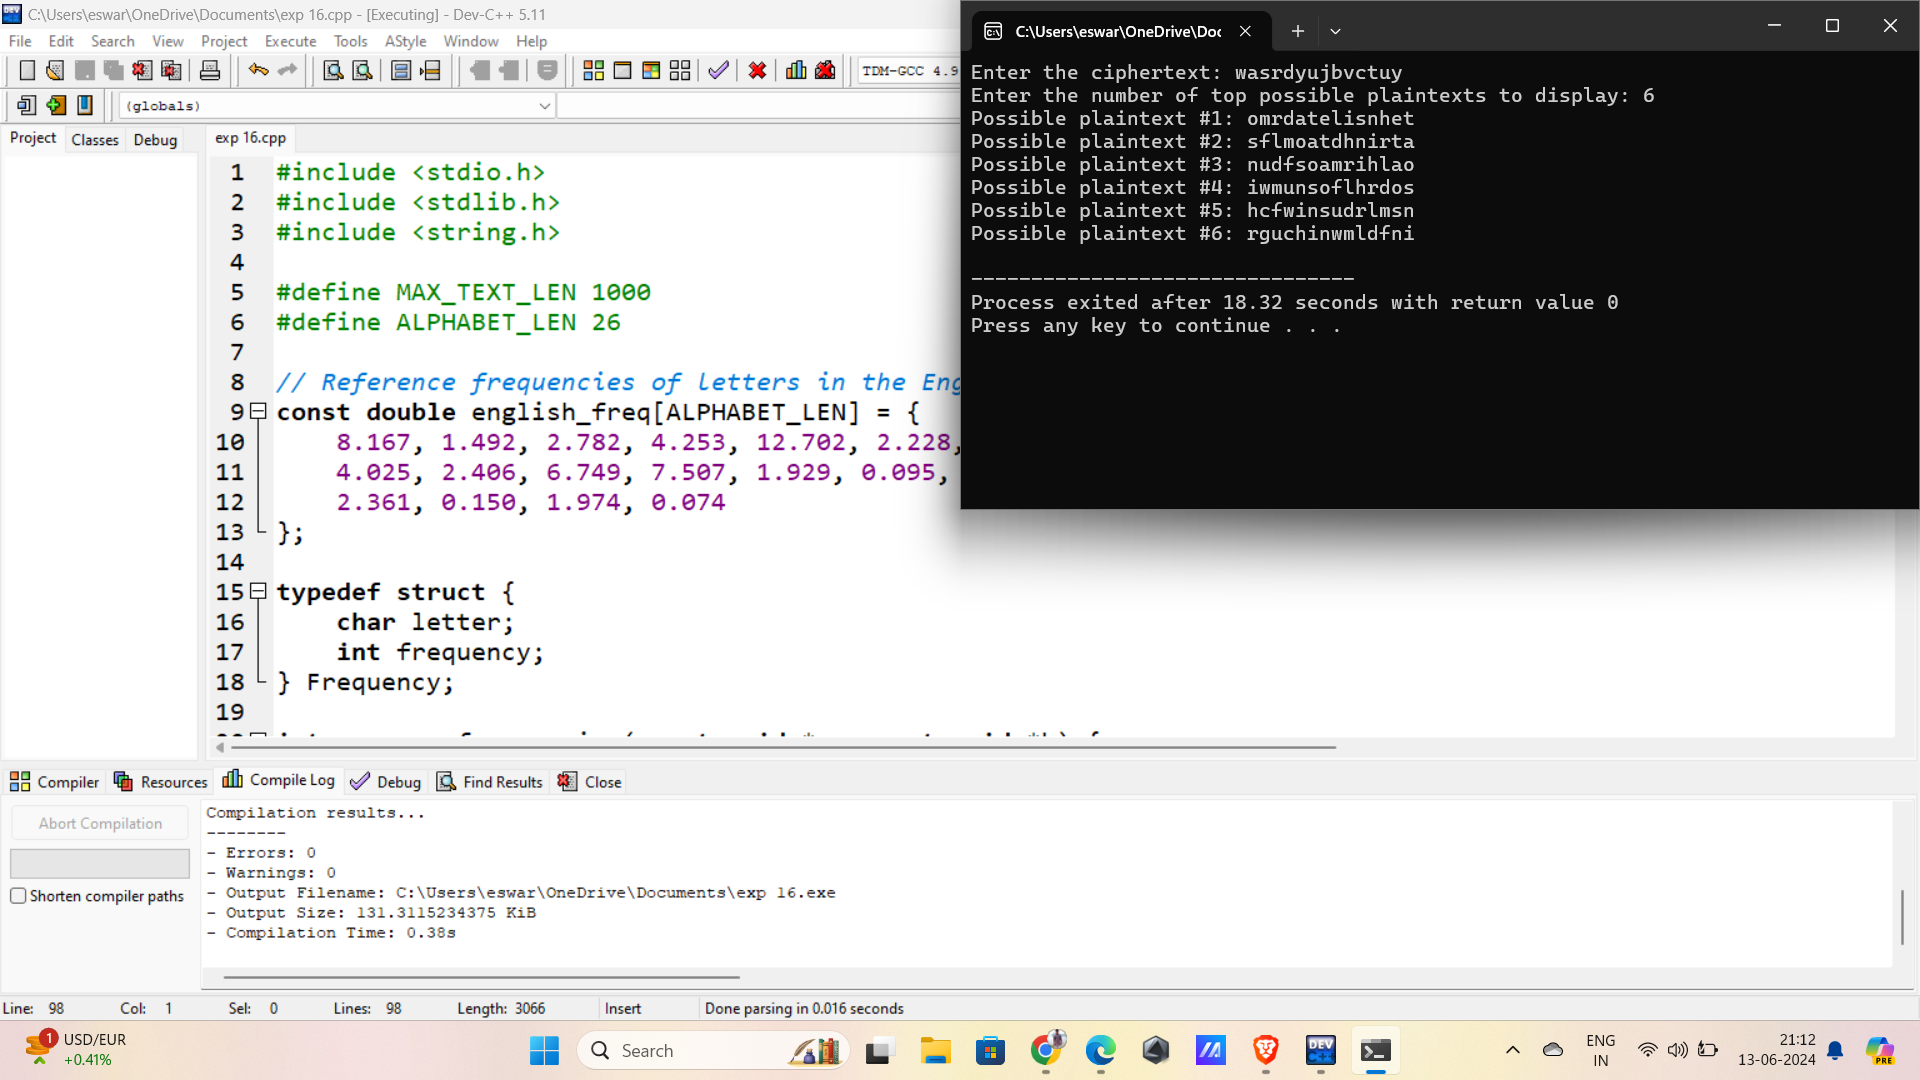 C:\Users\eswar\OneDrive\Documents\exp 16.cpp - [Executing] - Dev-C++ 5.11
File Edit Search View Project Execute Tools AStyle Window Help
TDM-GCC 4.9
(globals)
Project Classes Debug
exp 16.cpp
1 #include <stdio.h>
2 #include <stdlib.h>
3 #include <string.h>
4
5 #define MAX_TEXT_LEN 1000
6 #define ALPHABET_LEN 26
7
8 // Reference frequencies of letters in the Eng
9 const double english_freq[ALPHABET_LEN] = {
10 8.167, 1.492, 2.782, 4.253, 12.702, 2.228,
11 4.025, 2.406, 6.749, 7.507, 1.929, 0.095,
12 2.361, 0.150, 1.974, 0.074
13 };
14
15 typedef struct {
16 char letter;
17 int frequency;
18 } Frequency;
19
C:\Users\eswar\OneDrive\Doc
Enter the ciphertext: wasrdyujbvctuy
Enter the number of top possible plaintexts to display: 6
Possible plaintext #1: omrdatelisnhet
Possible plaintext #2: sflmoatdhnirta
Possible plaintext #3: nudfsoamrihlao
Possible plaintext #4: iwmunsoflhrdos
Possible plaintext #5: hcfwinsudrlmsn
Possible plaintext #6: rguchinwmldfni
--------------------------------
Process exited after 18.32 seconds with return value 0
Press any key to continue . . .
Compiler Resources Compile Log Debug Find Results Close
Abort Compilation
Shorten compiler paths
Compilation results...
--------
- Errors: 0
- Warnings: 0
- Output Filename: C:\Users\eswar\OneDrive\Documents\exp 16.exe
- Output Size: 131.3115234375 KiB
- Compilation Time: 0.38s
Line: 98 Col: 1 Sel: 0 Lines: 98 Length: 3066 Insert Done parsing in 0.016 seconds
1
USD/EUR
+0.41%
Search
DEV
PRE
ENG
IN
21:12
13-06-2024